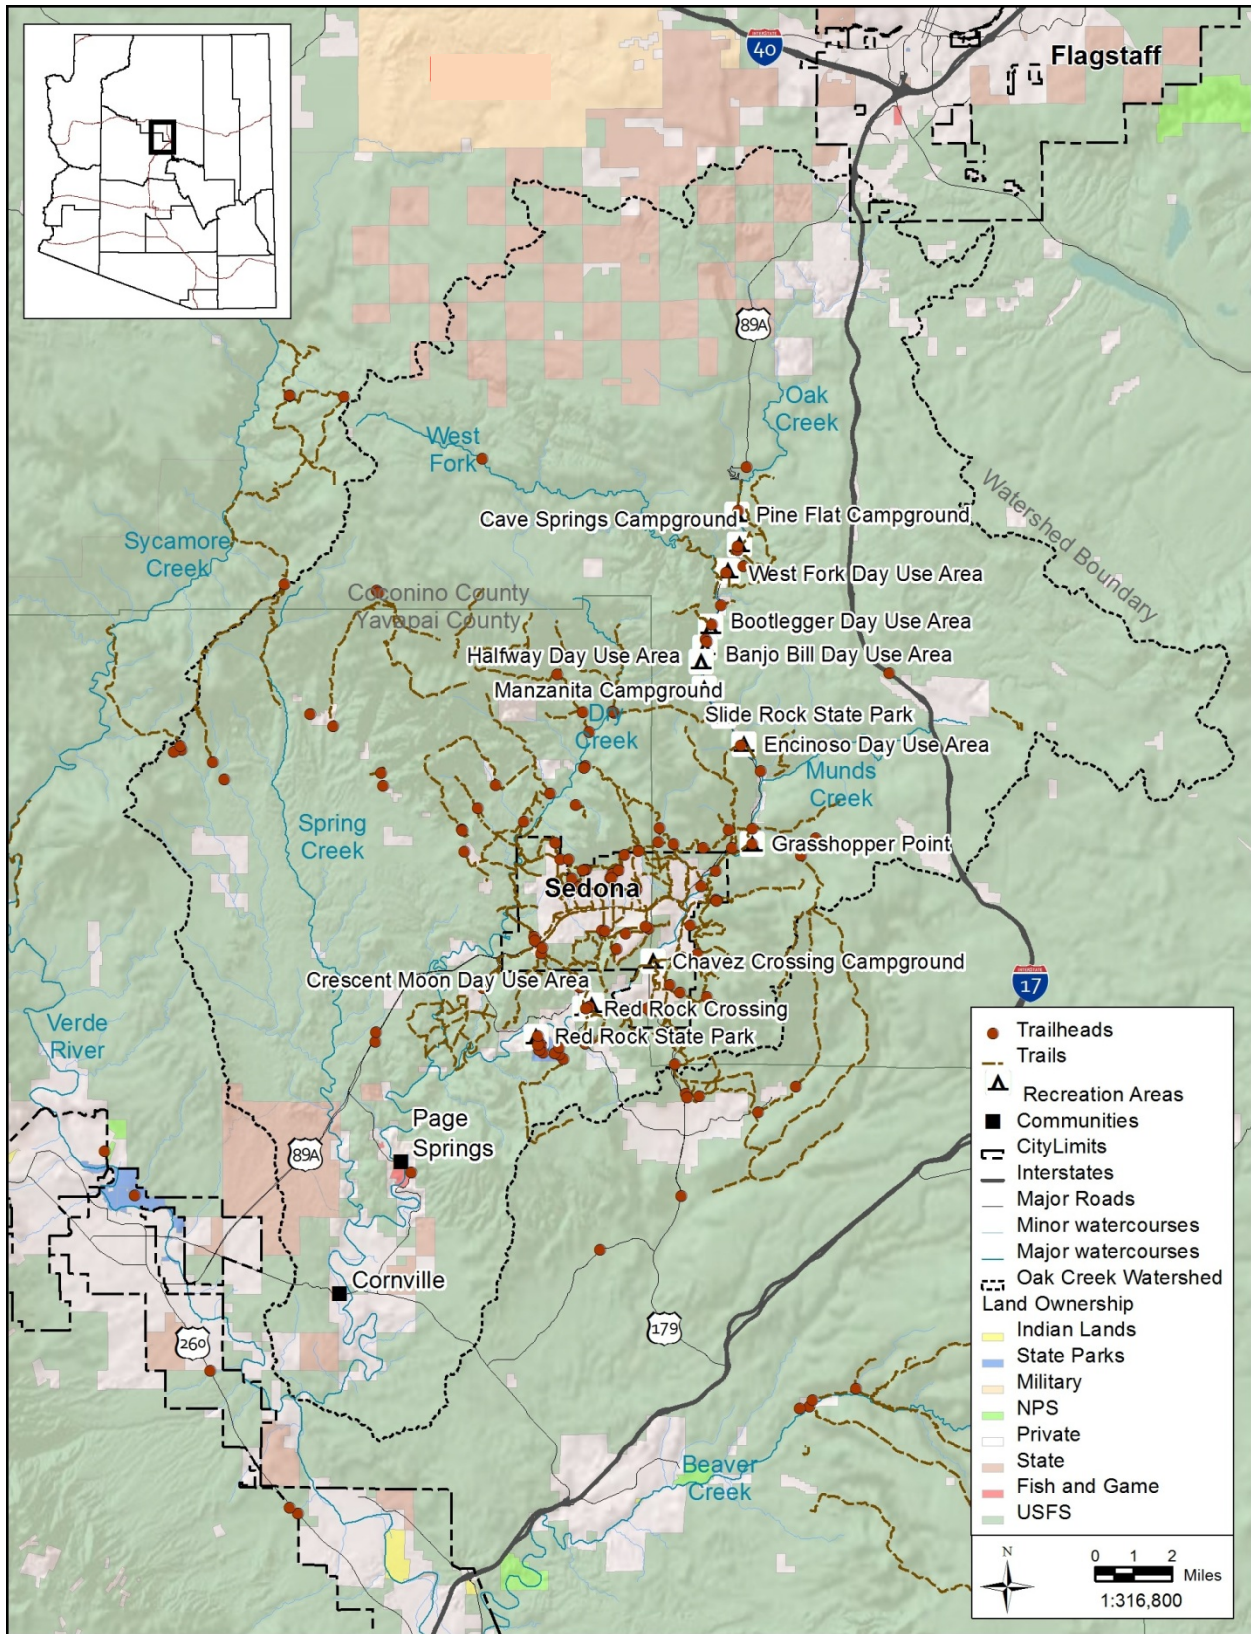 INTERSTATE
40
Flagstaff
89A
Oak
Creek
West
Fork
Watershed Boundary
Cave Springs Campground
Pine Flat Campground
Sycamore
Creek
West Fork Day Use Area
Coconino County
Yavapai County
Bootlegger Day Use Area
Halfway Day Use Area
Banjo Bill Day Use Area
Manzanita Campground
Slide Rock State Park
Dry
Creek
Encinoso Day Use Area
Munds
Creek
Spring
Creek
Grasshopper Point
Sedona
Chavez Crossing Campground
Crescent Moon Day Use Area
INTERSTATE
17
Red Rock Crossing
Verde
River
Red Rock State Park
Page
Springs
89A
Cornville
179
260
Beaver
Creek
Trailheads
Trails
Recreation Areas
Communities
CityLimits
Interstates
Major Roads
Minor watercourses
Major watercourses
Oak Creek Watershed
Land Ownership
Indian Lands
State Parks
Military
NPS
Private
State
Fish and Game
USFS
N
0 1 2
Miles
1:316,800